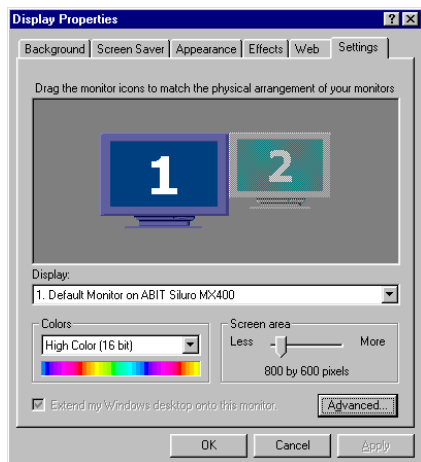 Display Properties
Background Screen Saver Appearance Effects Web Settings
Drag the monitor icons to match the physical arrangement of your monitors
1 2
Display:
1. Default Monitor on ABIT Siluro MX400
Colors
High Color (16 bit)
Screen area
Less More
800 by 600 pixels
Extend my Windows desktop onto this monitor.
Advanced...
OK Cancel Apply